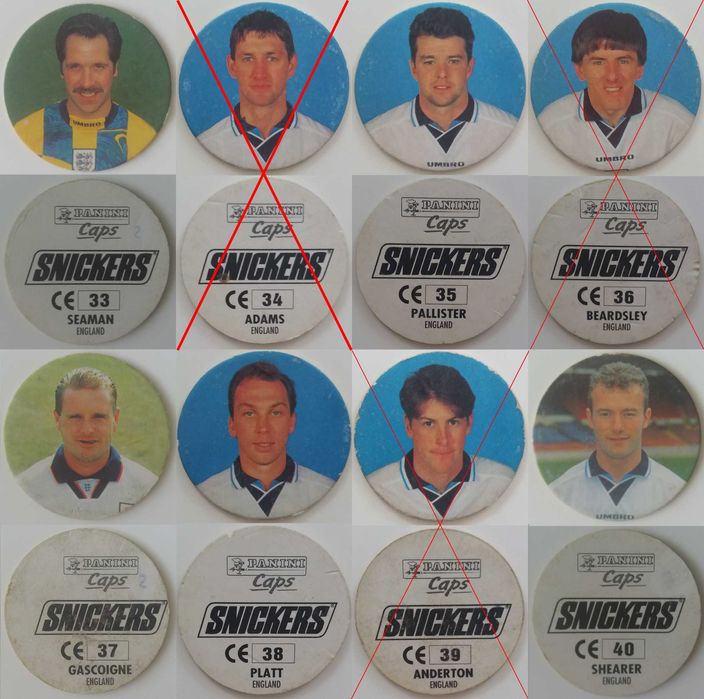 UMBRO
UMBRO
UMBRO
PANINI
Caps
SNICKERS
CE 33
SEAMAN
ENGLAND
2
PANINI
Caps
SNICKERS
CE 34
ADAMS
ENGLAND
PANINI
Caps
SNICKERS
CE 35
PALLISTER
ENGLAND
PANINI
Caps
SNICKERS
CE 36
BEARDSLEY
ENGLAND
UMBRO
PANINI
Caps
SNICKERS
CE 37
GASCOIGNE
ENGLAND
2
PANINI
Caps
SNICKERS
CE 38
PLATT
ENGLAND
PANINI
Caps
SNICKERS
CE 39
ANDERTON
ENGLAND
PANINI
Caps
SNICKERS
CE 40
SHEARER
ENGLAND